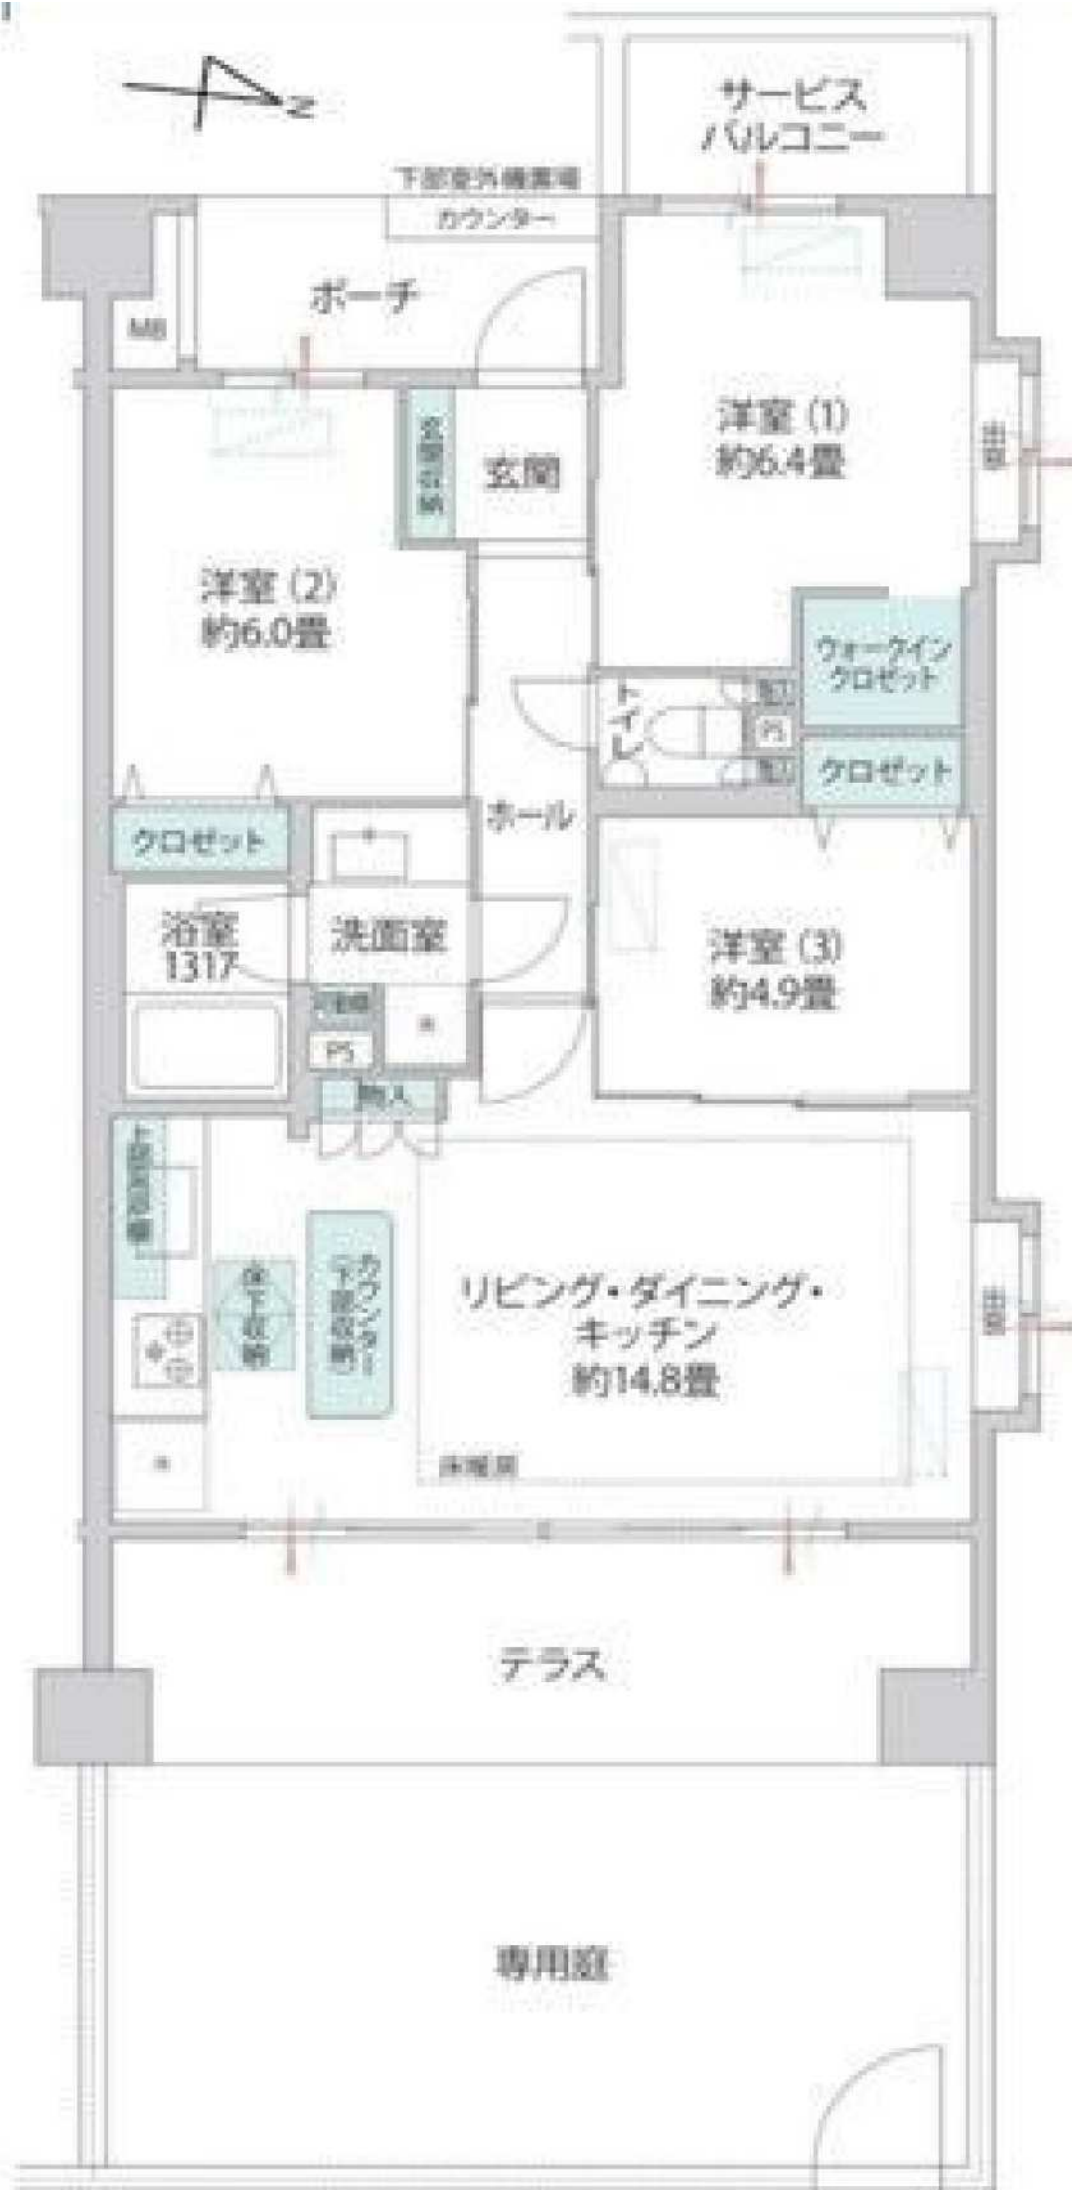 N
サービス
バルコニー
下部室外機置場
カウンター
ポーチ
MB
洋室 (1)
約6.4畳
玄関
洋室 (2)
約6.0畳
ウォークイン
クロゼット
トイレ
PS
クロゼット
ホール
クロゼット
浴室
1317
洗面室
洋室 (3)
約4.9畳
PS
物入
カウンター
リビング・ダイニング・
キッチン
約14.8畳
床暖房
テラス
専用庭